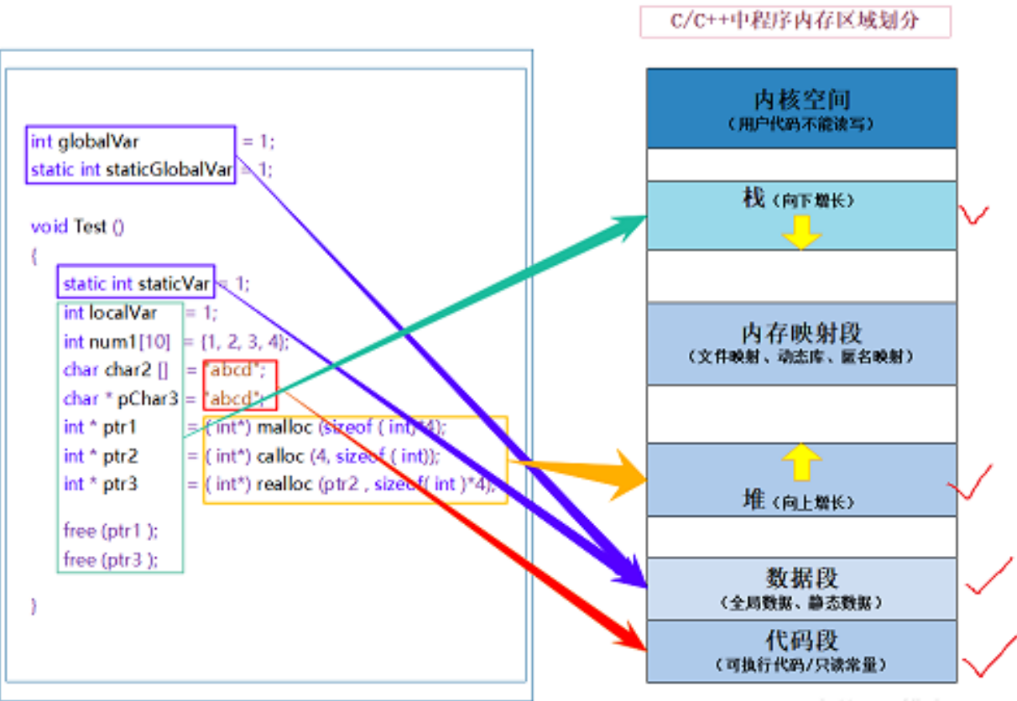 C/C++中程序内存区域划分
int globalVar = 1;
static int staticGlobalVar = 1;
void Test ()
{
static int staticVar = 1;
int localVar = 1;
int num1[10] = {1, 2, 3, 4};
char char2 [] = "abcd";
char * pChar3 = "abcd";
int * ptr1 = ( int*) malloc (sizeof ( int)*4);
int * ptr2 = ( int*) calloc (4, sizeof ( int));
int * ptr3 = ( int*) realloc (ptr2 , sizeof( int )*4);
free (ptr1 );
free (ptr3 );
}
内核空间
(用户代码不能读写)
栈(向下增长)
内存映射段
(文件映射、动态库、匿名映射)
堆(向上增长)
数据段
(全局数据、静态数据)
代码段
(可执行代码/只读常量)